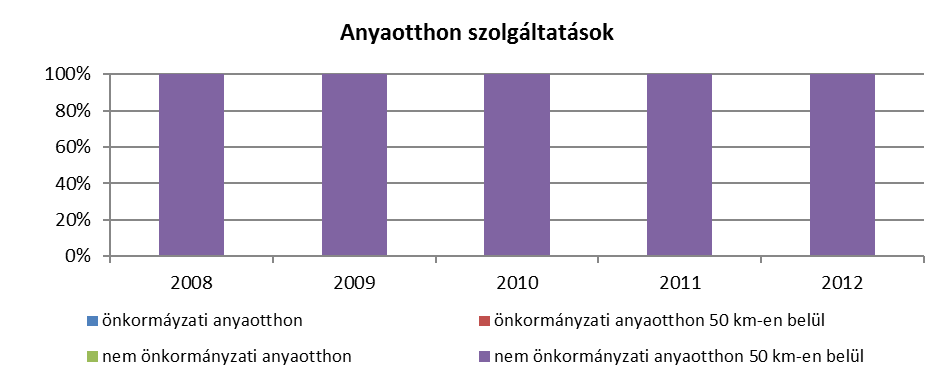 Anyaotthon szolgáltatások
100%
80%
60%
40%
20%
0%
2008 2009 2010 2011 2012
önkormáyzati anyaotthon önkormányzati anyaotthon 50 km-en belül
nem önkormányzati anyaotthon nem önkormányzati anyaotthon 50 km-en belül